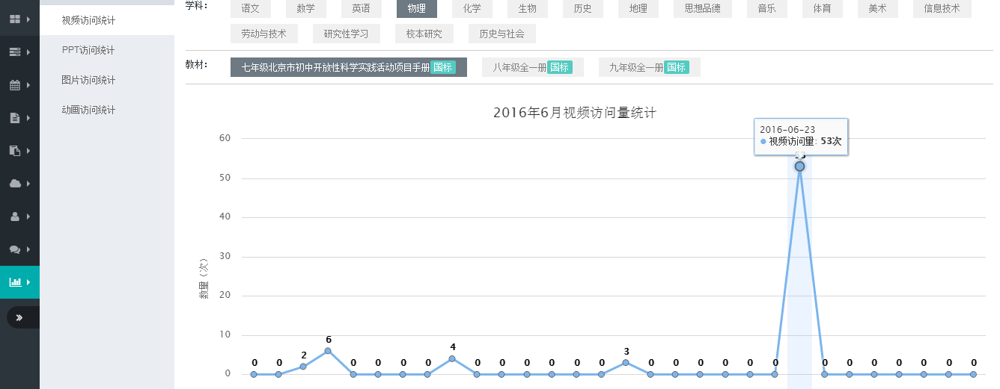 学科：
语文 数学 英语 物理 化学 生物 历史 地理 思想品德 音乐 体育 美术 信息技术
劳动与技术 研究性学习 校本研究 历史与社会
教材：
七年级北京市初中开放性科学实践活动项目手册 国标 八年级全一册 国标 九年级全一册 国标
视频访问统计
PPT访问统计
图片访问统计
动画访问统计
2016年6月视频访问量统计
2016-06-23
视频访问量: 53次
53
60
50
40
30
20
10
0
数量（次）
0 0 2 6 0 0 0 0 4 0 0 0 0 0 0 3 0 0 0 0 0 0 0 0 0 0 0 0 0